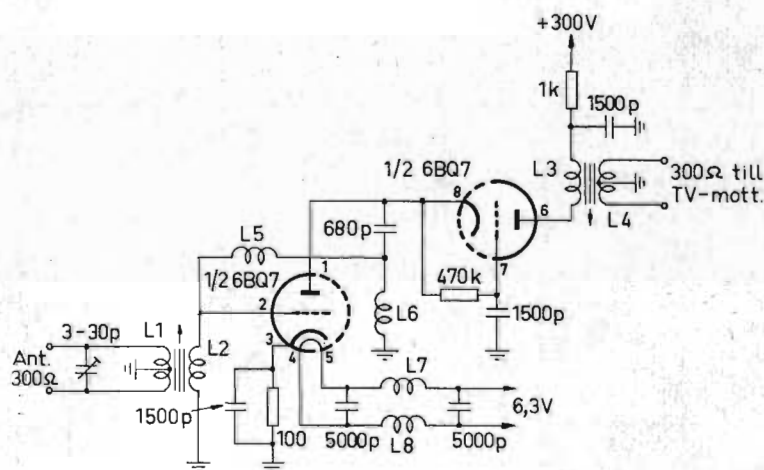 +300V
1k
1500p
L3
300Ω till
TV-mott.
L4
1/2 6BQ7
8
6
7
680p
470k
1500p
L5
1/2 6BQ7
1
2
3
4
5
L6
3-30p
L1
L2
Ant.
300Ω
1500p
100
L7
L8
5000p
5000p
6,3V